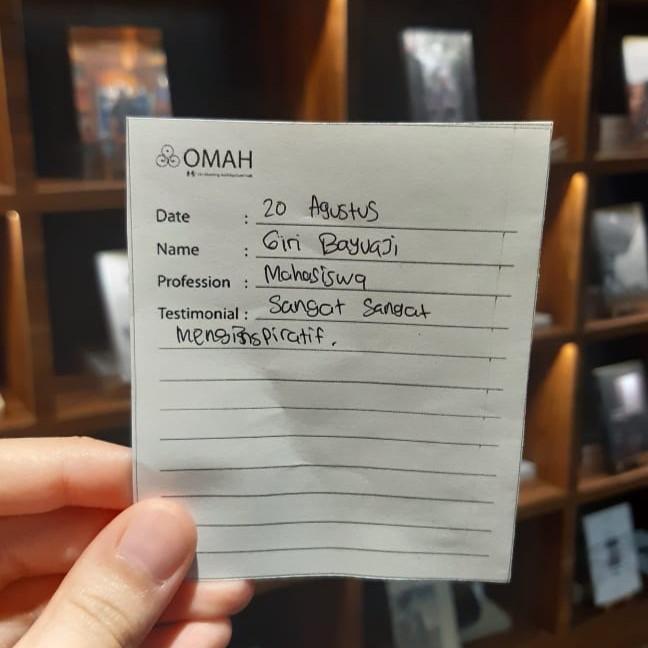 OMAH
Date : 20 Agustus
Name : Giri Bayuaji
Profession : Mahasiswa
Testimonial : Sangat Sangat
Menginspiratif.